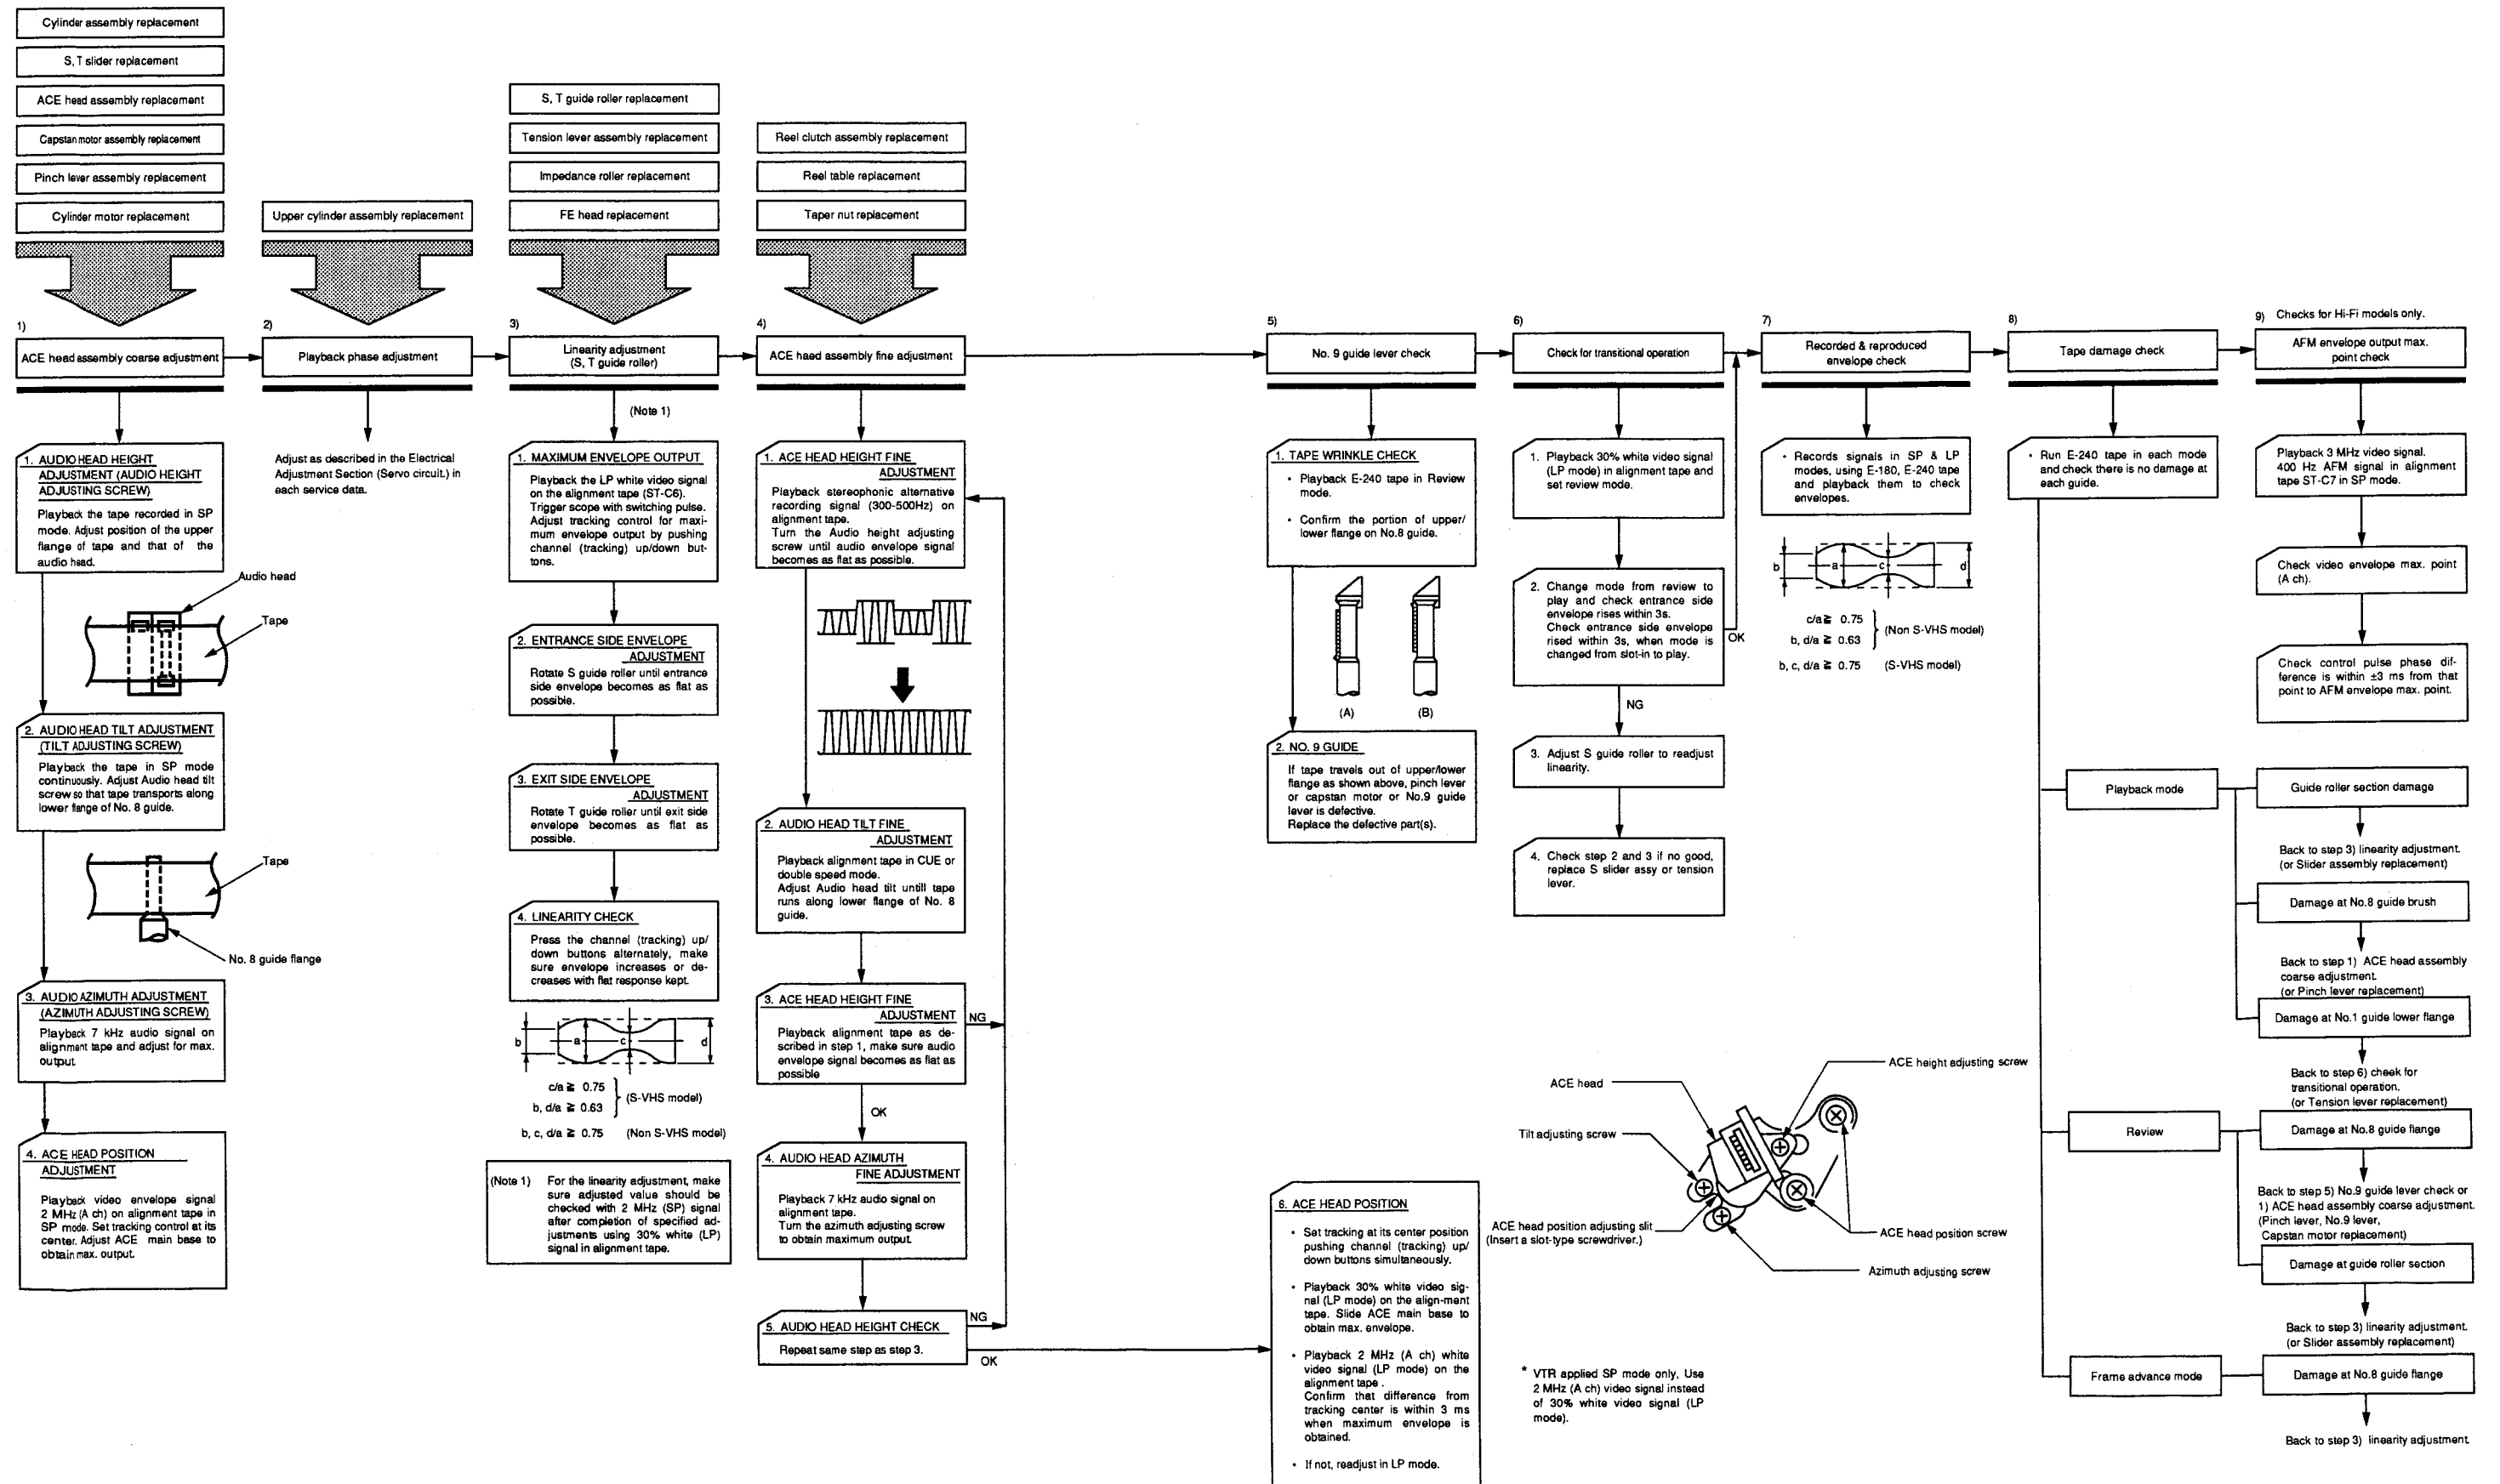 Cylinder assembly replacement
S, T slider replacement
ACE head assembly replacement
Capstan motor assembly replacement
Pinch lever assembly replacement
Cylinder motor replacement
Upper cylinder assembly replacement
S, T guide roller replacement
Tension lever assembly replacement
Impedance roller replacement
FE head replacement
Reel clutch assembly replacement
Reel table replacement
Taper nut replacement
1)
ACE head assembly coarse adjustment
2)
Playback phase adjustment
3)
Linearity adjustment
(S, T guide roller)
4)
ACE haed assembly fine adjustment
5)
No. 9 guide lever check
6)
Check for transitional operation
7)
Recorded & reproduced
envelope check
8)
Tape damage check
9) Checks for Hi-Fi models only.
AFM envelope output max.
point check
1. AUDIO HEAD HEIGHT
ADJUSTMENT (AUDIO HEIGHT
ADJUSTING SCREW)
Playback the tape recorded in SP
mode. Adjust position of the upper
flange of tape and that of the
audio head.
Audio head
Tape
2. AUDIO HEAD TILT ADJUSTMENT
(TILT ADJUSTING SCREW)
Playback the tape in SP mode
continuously. Adjust Audio head tilt
screw so that tape transports along
lower flange of No. 8 guide.
Tape
No. 8 guide flange
3. AUDIO AZIMUTH ADJUSTMENT
(AZIMUTH ADJUSTING SCREW)
Playback 7 kHz audio signal on
alignment tape and adjust for max.
output.
4. ACE HEAD POSITION
ADJUSTMENT
Playback video envelope signal
2 MHz (A ch) on alignment tape in
SP mode. Set tracking control at its
center. Adjust ACE main base to
obtain max. output.
Adjust as described in the Electrical
Adjustment Section (Servo circuit.) in
each service data.
(Note 1)
1. MAXIMUM ENVELOPE OUTPUT
Playback the LP white video signal
on the alignment tape (ST-C6).
Trigger scope with switching pulse.
Adjust tracking control for maxi-
mum envelope output by pushing
channel (tracking) up/down but-
tons.
2. ENTRANCE SIDE ENVELOPE
ADJUSTMENT
Rotate S guide roller until entrance
side envelope becomes as flat as
possible.
3. EXIT SIDE ENVELOPE
ADJUSTMENT
Rotate T guide roller until exit side
envelope becomes as flat as
possible.
4. LINEARITY CHECK
Press the channel (tracking) up/
down buttons alternately, make
sure envelope increases or de-
creases with flat response kept.
b a c d
c/a ≧ 0.75
b, d/a ≧ 0.63
(S-VHS model)
b, c, d/a ≧ 0.75 (Non S-VHS model)
(Note 1) For the linearity adjustment, make
sure adjusted value should be
checked with 2 MHz (SP) signal
after completion of specified ad-
justments using 30% white (LP)
signal in alignment tape.
1. ACE HEAD HEIGHT FINE
ADJUSTMENT
Playback stereophonic alternative
recording signal (300-500Hz) on
alignment tape.
Turn the Audio height adjusting
screw until audio envelope signal
becomes as flat as possible.
2. AUDIO HEAD TILT FINE
ADJUSTMENT
Playback alignment tape in CUE or
double speed mode.
Adjust Audio head tilt untill tape
runs along lower flange of No. 8
guide.
3. ACE HEAD HEIGHT FINE
ADJUSTMENT
Playback alignment tape as de-
scribed in step 1, make sure audio
envelope signal becomes as flat as
possible
NG
OK
4. AUDIO HEAD AZIMUTH
FINE ADJUSTMENT
Playback 7 kHz audio signal on
alignment tape.
Turn the azimuth adjusting screw
to obtain maximum output.
5. AUDIO HEAD HEIGHT CHECK
Repeat same step as step 3.
NG
OK
1. TAPE WRINKLE CHECK
• Playback E-240 tape in Review
mode.
• Confirm the portion of upper/
lower flange on No.8 guide.
(A) (B)
2. NO. 9 GUIDE
If tape travels out of upper/lower
flange as shown above, pinch lever
or capstan motor or No.9 guide
lever is defective.
Replace the defective part(s).
6. ACE HEAD POSITION
• Set tracking at its center position
pushing channel (tracking) up/
down buttons simultaneously.
• Playback 30% white video sig-
nal (LP mode) on the align-ment
tape. Slide ACE main base to
obtain max. envelope.
• Playback 2 MHz (A ch) white
video signal (LP mode) on the
alignment tape .
Confirm that difference from
tracking center is within 3 ms
when maximum envelope is
obtained.
• If not, readjust in LP mode.
1. Playback 30% white video signal
(LP mode) in alignment tape and
set review mode.
2. Change mode from review to
play and check entrance side
envelope rises within 3s.
Check entrance side envelope
rised within 3s, when mode is
changed from slot-in to play.
OK
NG
3. Adjust S guide roller to readjust
linearity.
4. Check step 2 and 3 if no good,
replace S slider assy or tension
lever.
ACE head
Tilt adjusting screw
ACE head position adjusting slit
(Insert a slot-type screwdriver.)
ACE height adjusting screw
ACE head position screw
Azimuth adjusting screw
* VTR applied SP mode only, Use
2 MHz (A ch) video signal instead
of 30% white video signal (LP
mode).
• Records signals in SP & LP
modes, using E-180, E-240 tape
and playback them to check
envelopes.
b a c d
c/a ≧ 0.75
b, d/a ≧ 0.63
(Non S-VHS model)
b, c, d/a ≧ 0.75 (S-VHS model)
• Run E-240 tape in each mode
and check there is no damage at
each guide.
Playback mode
Guide roller section damage
Back to step 3) linearity adjustment.
(or Slider assembly replacement)
Damage at No.8 guide brush
Back to step 1) ACE head assembly
coarse adjustment.
(or Pinch lever replacement)
Damage at No.1 guide lower flange
Back to step 6) cheek for
transitional operation.
(or Tension lever replacement)
Review
Damage at No.8 guide flange
Back to step 5) No.9 guide lever check or
1) ACE head assembly coarse adjustment.
(Pinch lever, No.9 lever,
Capstan motor replacement)
Damage at guide roller section
Back to step 3) linearity adjustment.
(or Slider assembly replacement)
Frame advance mode
Damage at No.8 guide flange
Back to step 3) linearity adjustment.
Playback 3 MHz video signal.
400 Hz AFM signal in alignment
tape ST-C7 in SP mode.
Check video envelope max. point
(A ch).
Check control pulse phase dif-
ference is within ±3 ms from that
point to AFM envelope max. point.